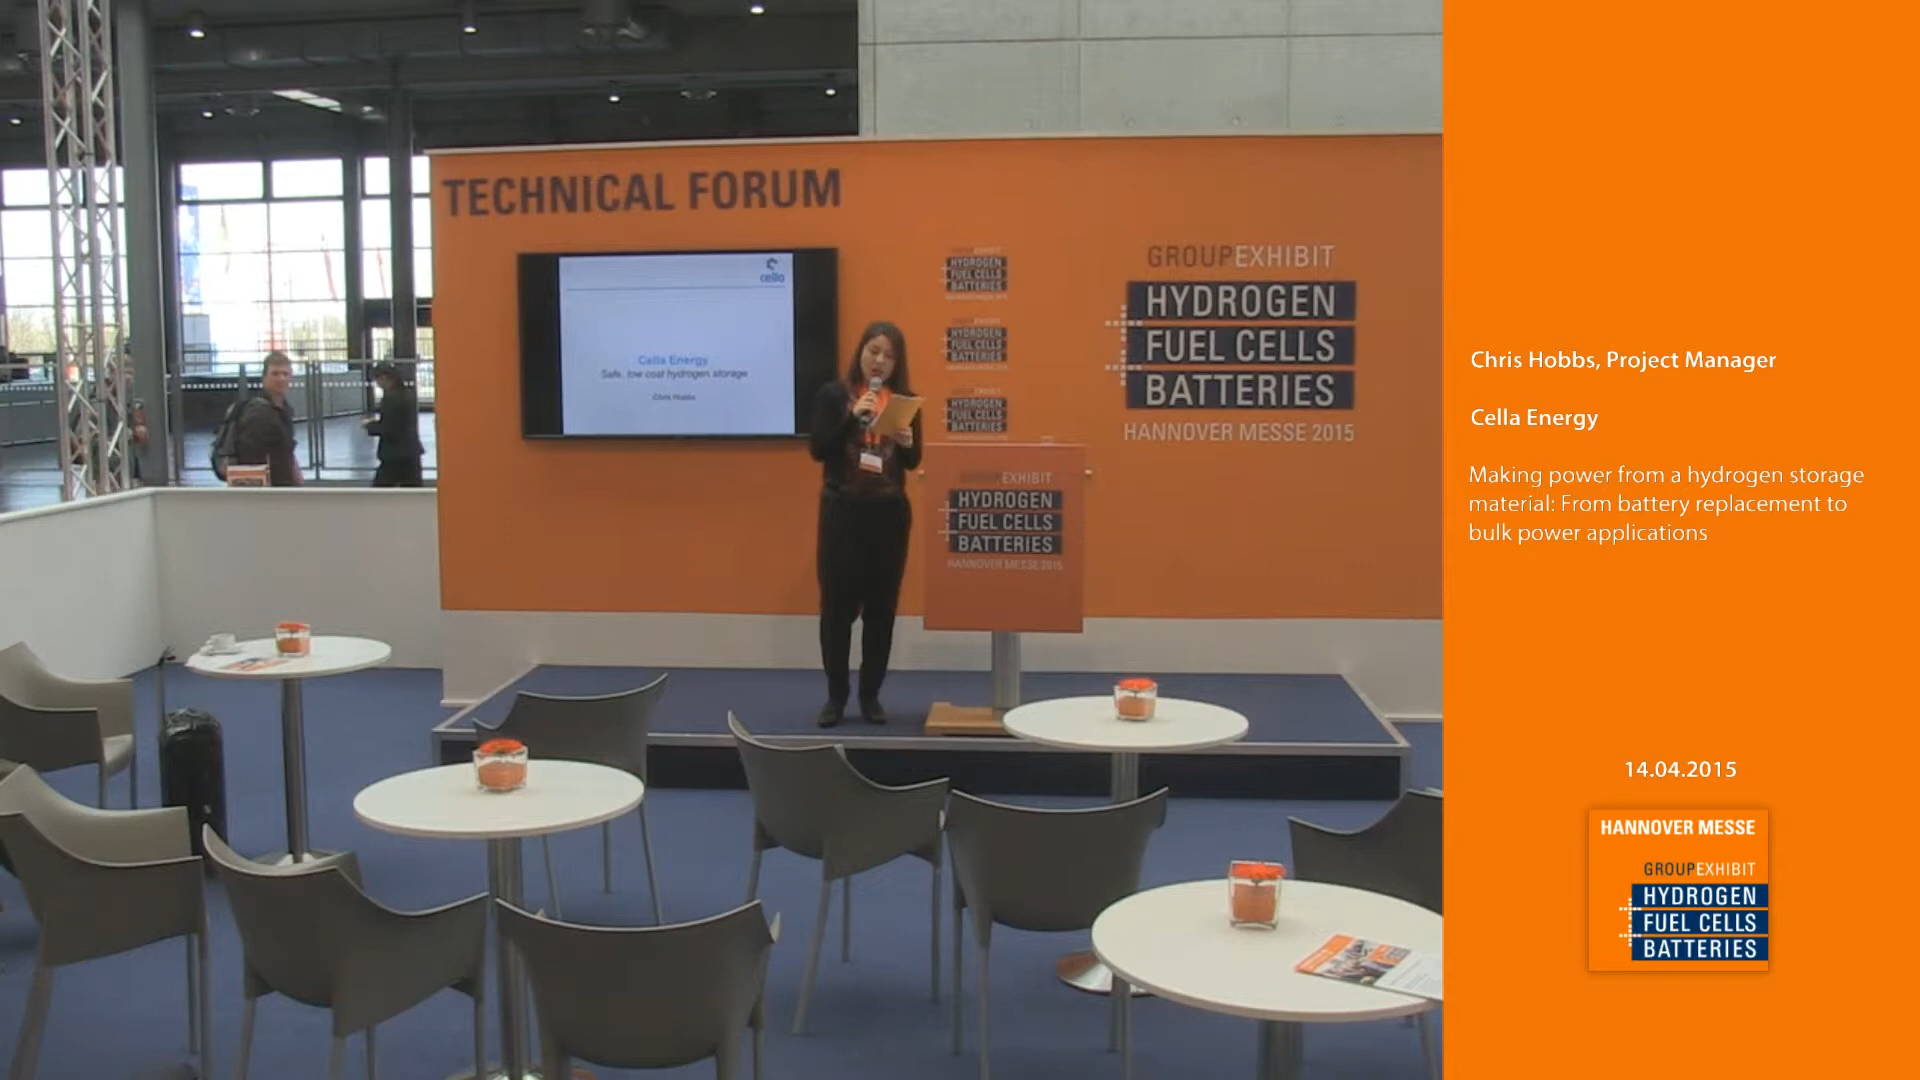 TECHNICAL FORUM
cella
Cella Energy
Safe, low cost hydrogen storage
Chris Hobbs
HYDROGEN
FUEL CELLS
BATTERIES
HYDROGEN
FUEL CELLS
BATTERIES
HYDROGEN
FUEL CELLS
BATTERIES
GROUPEXHIBIT
HYDROGEN
FUEL CELLS
BATTERIES
HANNOVER MESSE 2015
GROUPEXHIBIT
HYDROGEN
FUEL CELLS
BATTERIES
HANNOVER MESSE 2015
Chris Hobbs, Project Manager
Cella Energy
Making power from a hydrogen storage
material: From battery replacement to
bulk power applications
14.04.2015
HANNOVER MESSE
GROUPEXHIBIT
HYDROGEN
FUEL CELLS
BATTERIES